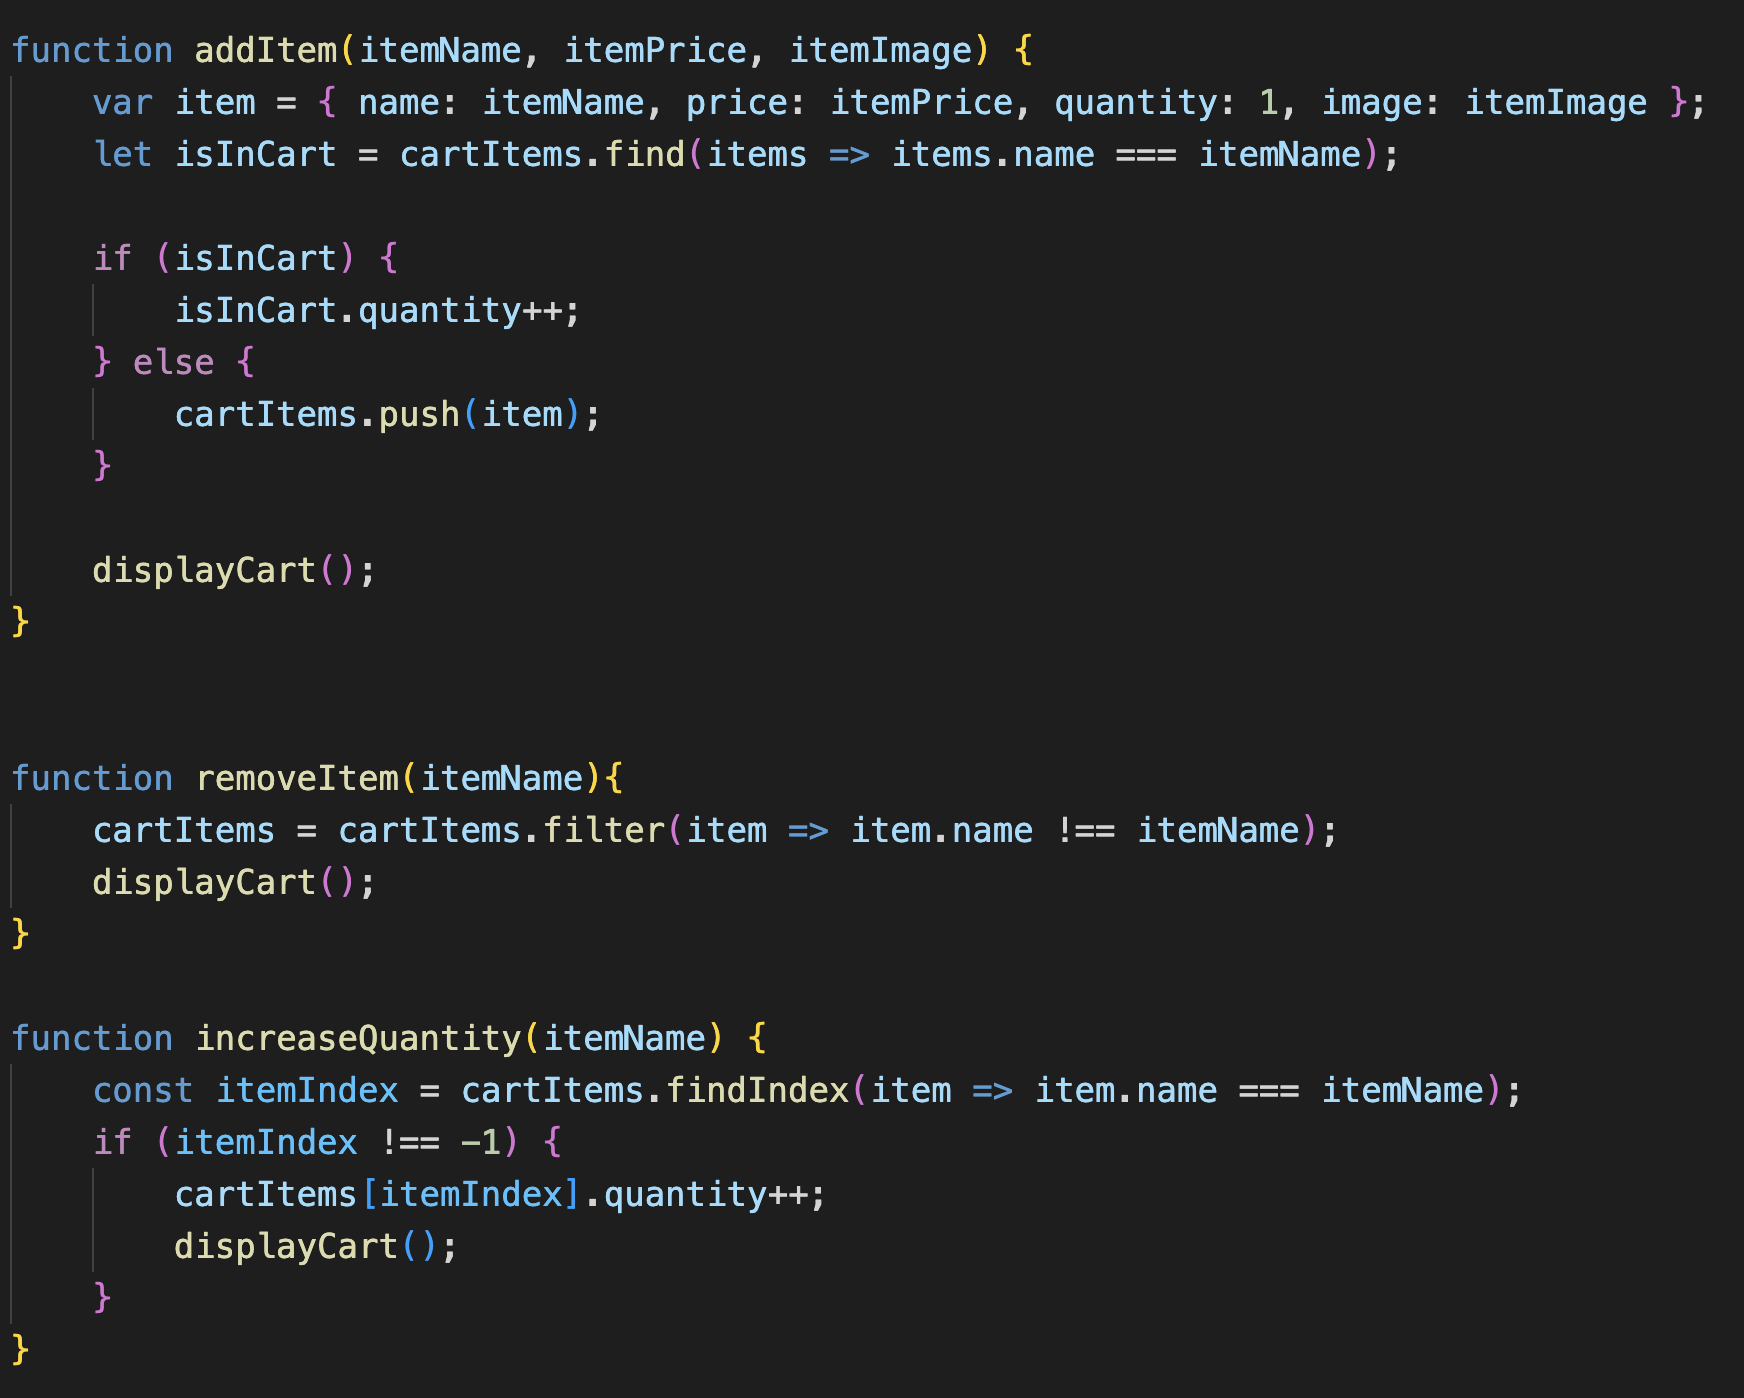 function addItem(itemName, itemPrice, itemImage) {
    var item = { name: itemName, price: itemPrice, quantity: 1, image: itemImage };
    let isInCart = cartItems.find(items => items.name === itemName);

    if (isInCart) {
        isInCart.quantity++;
    } else {
        cartItems.push(item);
    }

    displayCart();
}


function removeItem(itemName){
    cartItems = cartItems.filter(item => item.name !== itemName);
    displayCart();
}

function increaseQuantity(itemName) {
    const itemIndex = cartItems.findIndex(item => item.name === itemName);
    if (itemIndex !== -1) {
        cartItems[itemIndex].quantity++;
        displayCart();
    }
}